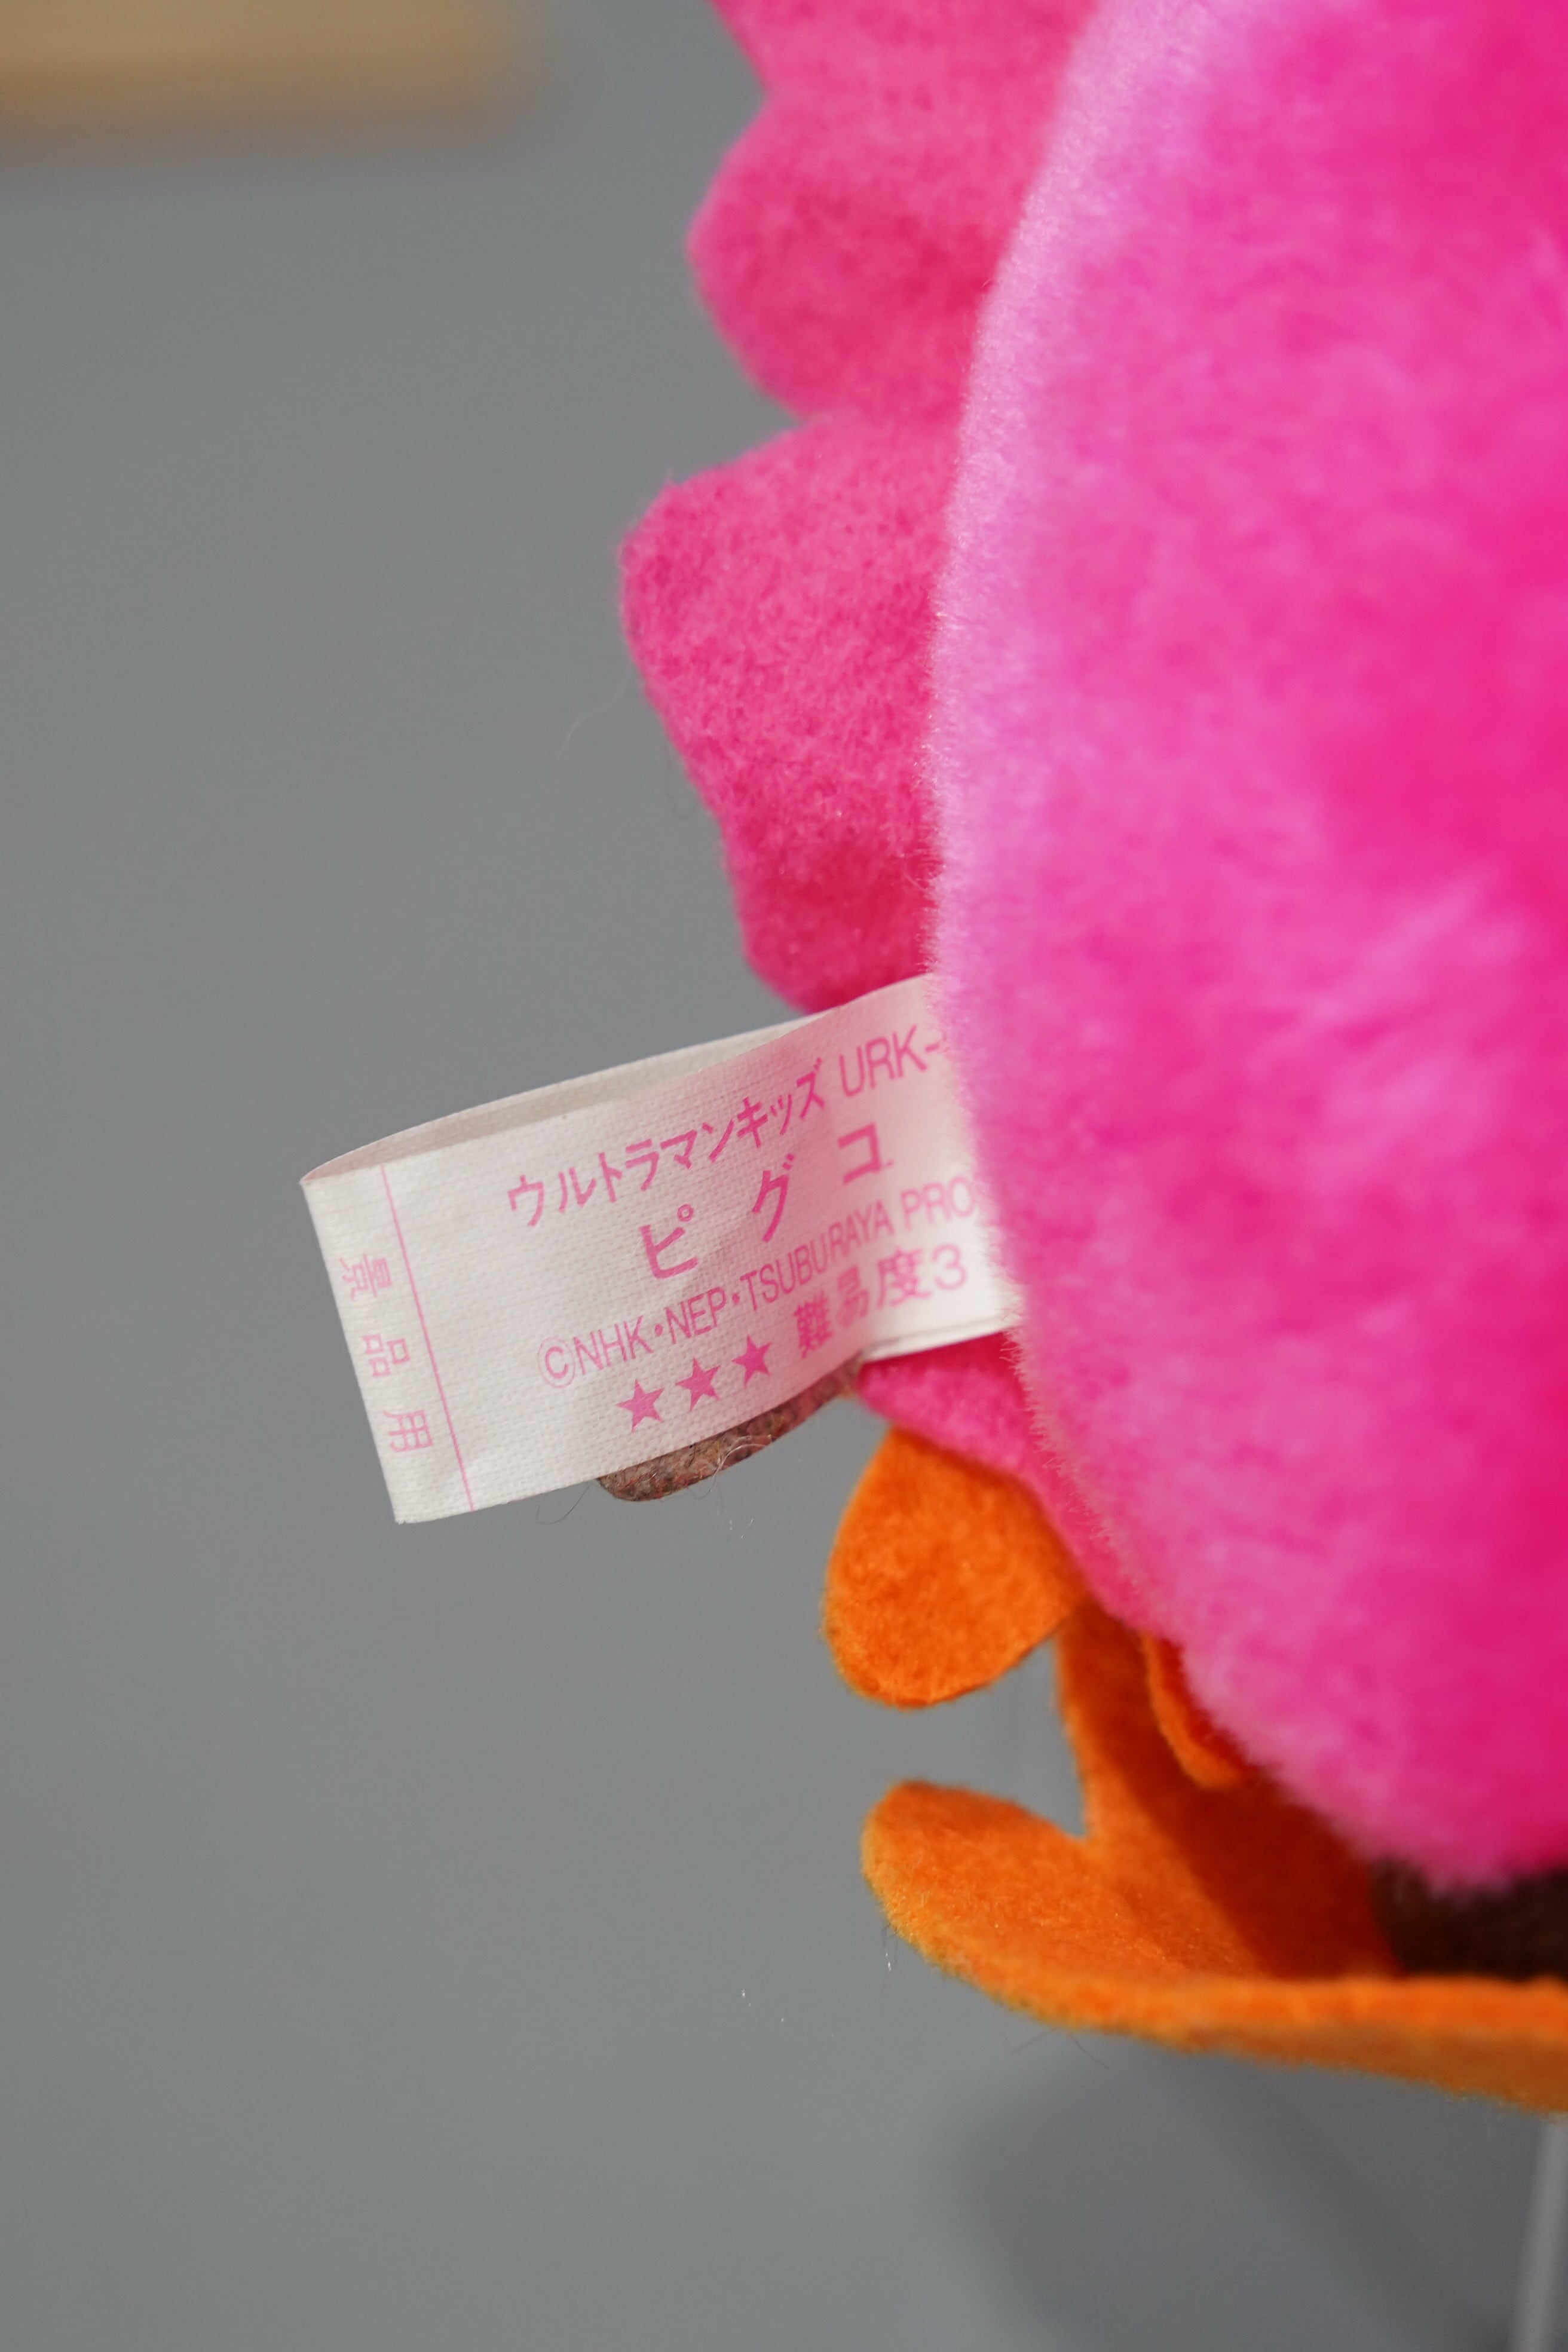 ウルトラマンキッズ URK-
ピグコ
©NHK・NEP・TSUBURAYA PRO
★★★ 難易度3
景品用